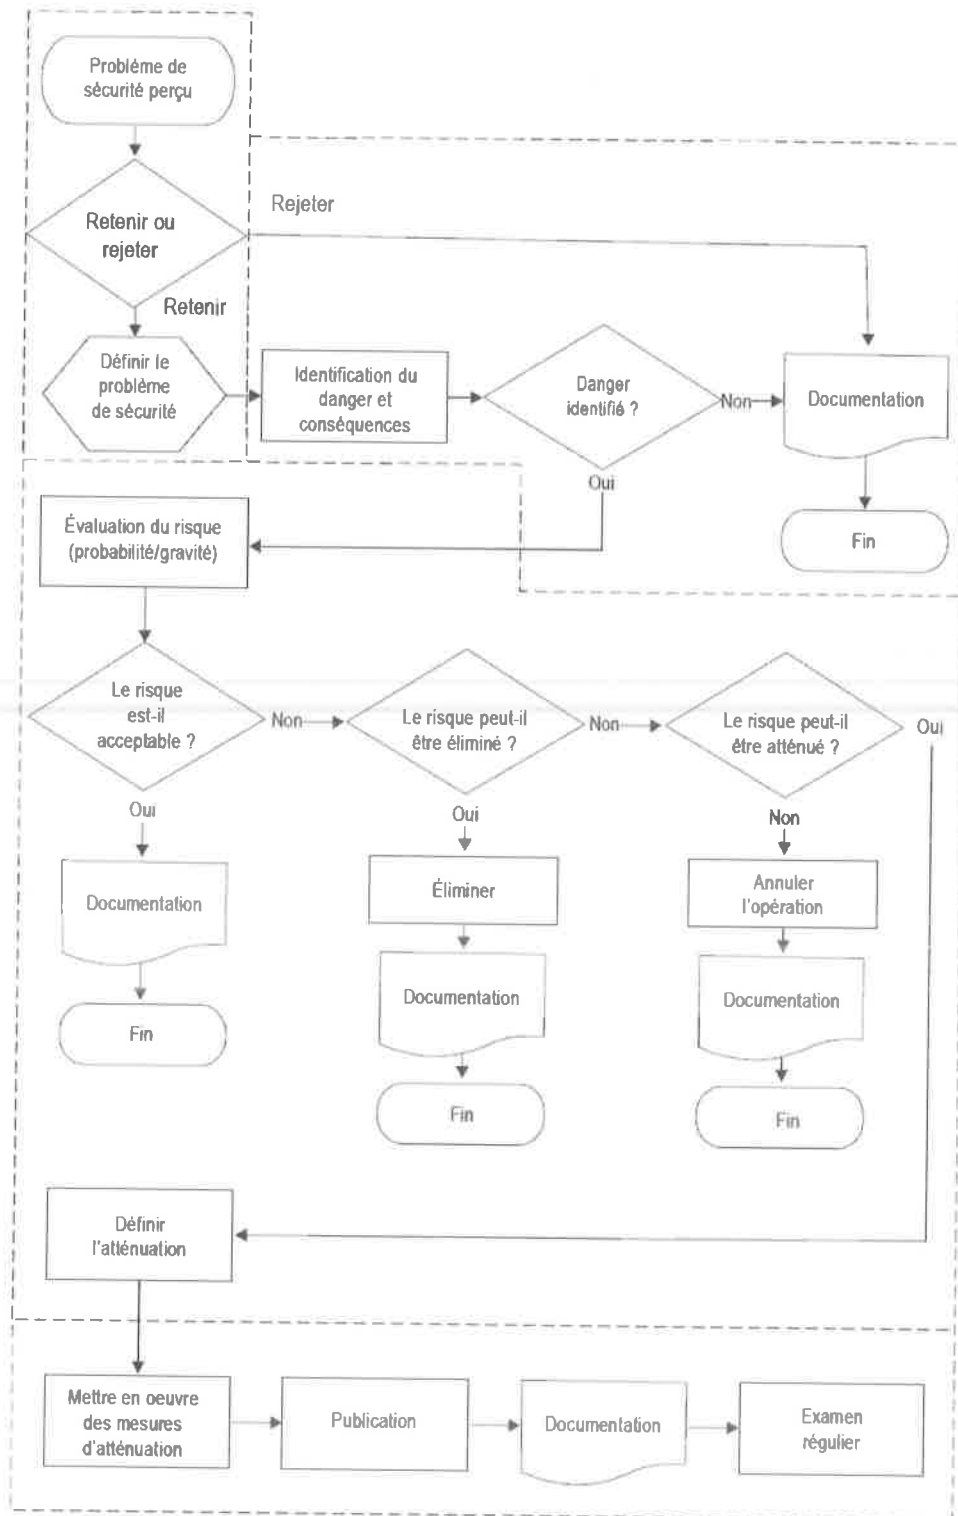 Problème de
sécurité perçu
Retenir ou
rejeter
Rejeter
Retenir
Définir le
problème
de sécurité
Identification du
danger et
conséquences
Danger
identifié ?
Non
Documentation
Oui
Fin
Évaluation du risque
(probabilité/gravité)
Le risque
est-il
acceptable ?
Non
Le risque peut-il
être éliminé ?
Non
Le risque peut-il
être atténué ?
Oui
Oui
Oui
Non
Documentation
Éliminer
Annuler
l'opération
Fin
Documentation
Documentation
Fin
Fin
Définir
l'atténuation
Mettre en oeuvre
des mesures
d'atténuation
Publication
Documentation
Examen
régulier